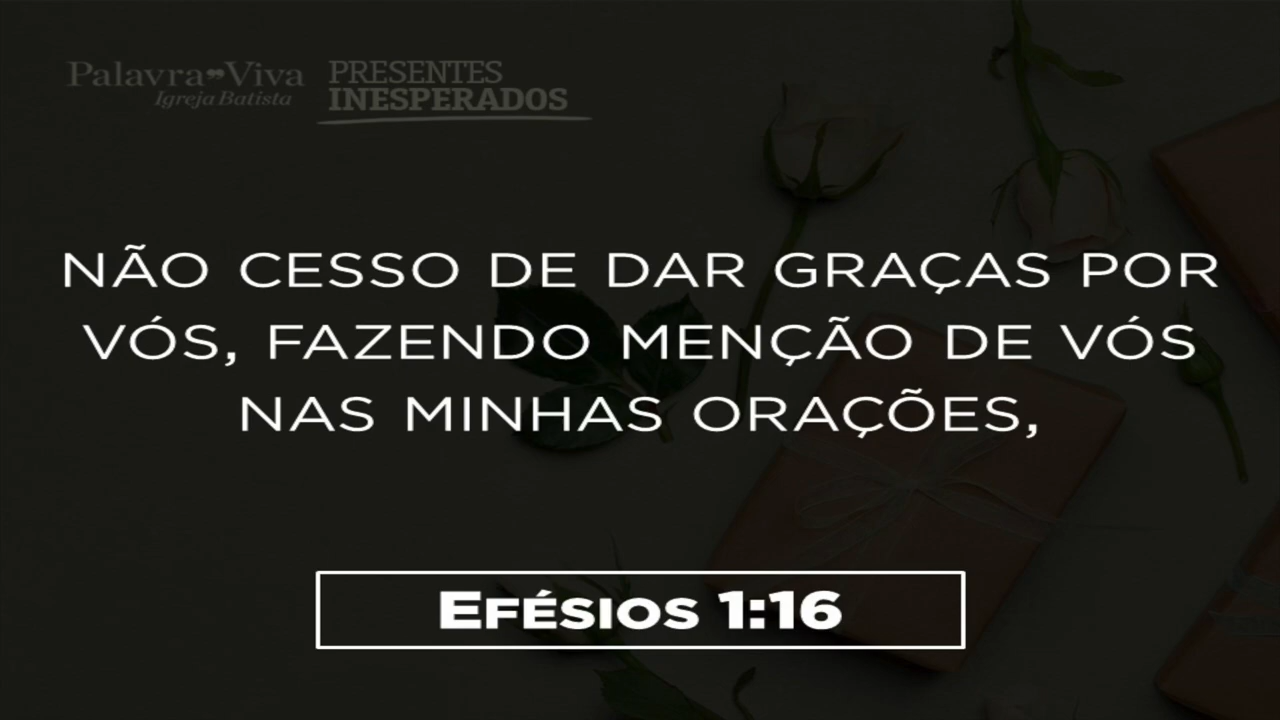 Palavra Viva
Igreja Batista
PRESENTES
INESPERADOS
NÃO CESSO DE DAR GRAÇAS POR
VÓS, FAZENDO MENÇÃO DE VÓS
NAS MINHAS ORAÇÕES,
EFÉSIOS 1:16